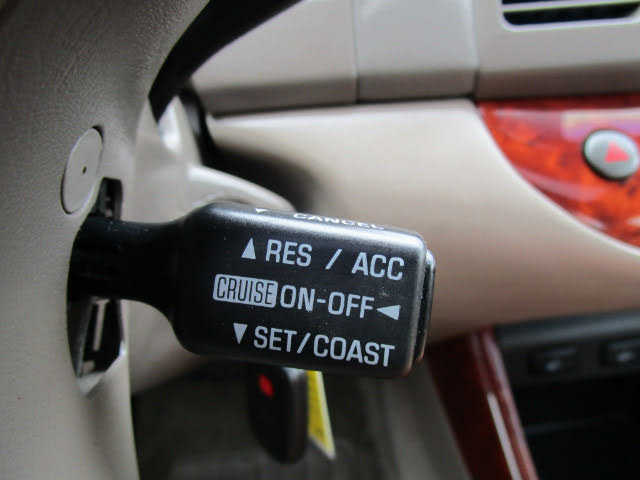 ▼ CANCEL
▲ RES / ACC
CRUISE ON-OFF ◀
▼ SET/COAST